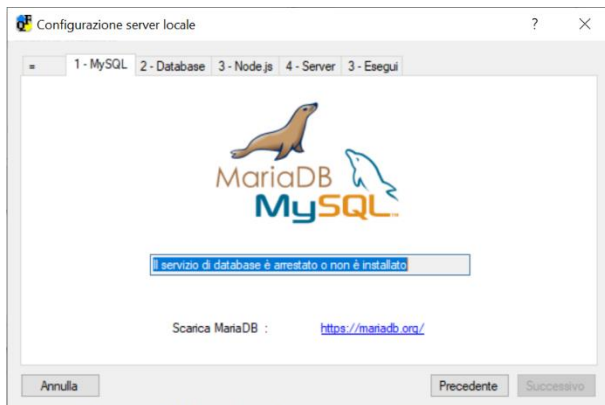 Configurazione server locale
= 1 - MySQL 2 - Database 3 - Node.js 4 - Server 3 - Esegui
MariaDB
MySQL
Il servizio di database è arrestato o non è installato
Scarica MariaDB : https://mariadb.org/
Annulla Precedente Successivo